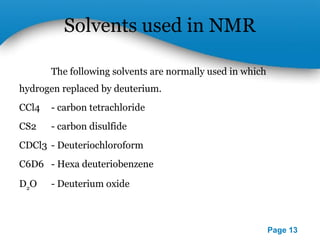 Solvents used in NMR
The following solvents are normally used in which
hydrogen replaced by deuterium.
CCl4 - carbon tetrachloride
CS2 - carbon disulfide
CDCl3 - Deuteriochloroform
C6D6 - Hexa deuteriobenzene
D₂O - Deuterium oxide
Page 13